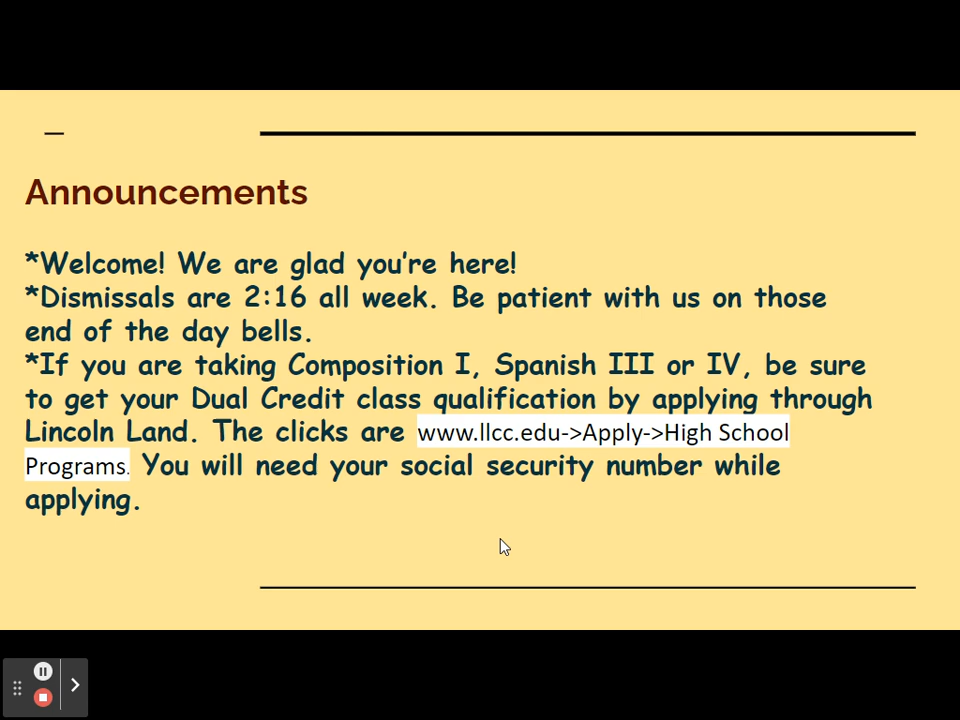 Announcements
*Welcome! We are glad you're here!
*Dismissals are 2:16 all week. Be patient with us on those
end of the day bells.
*If you are taking Composition I, Spanish III or IV, be sure
to get your Dual Credit class qualification by applying through
Lincoln Land. The clicks are www.llcc.edu->Apply->High School
Programs. You will need your social security number while
applying.